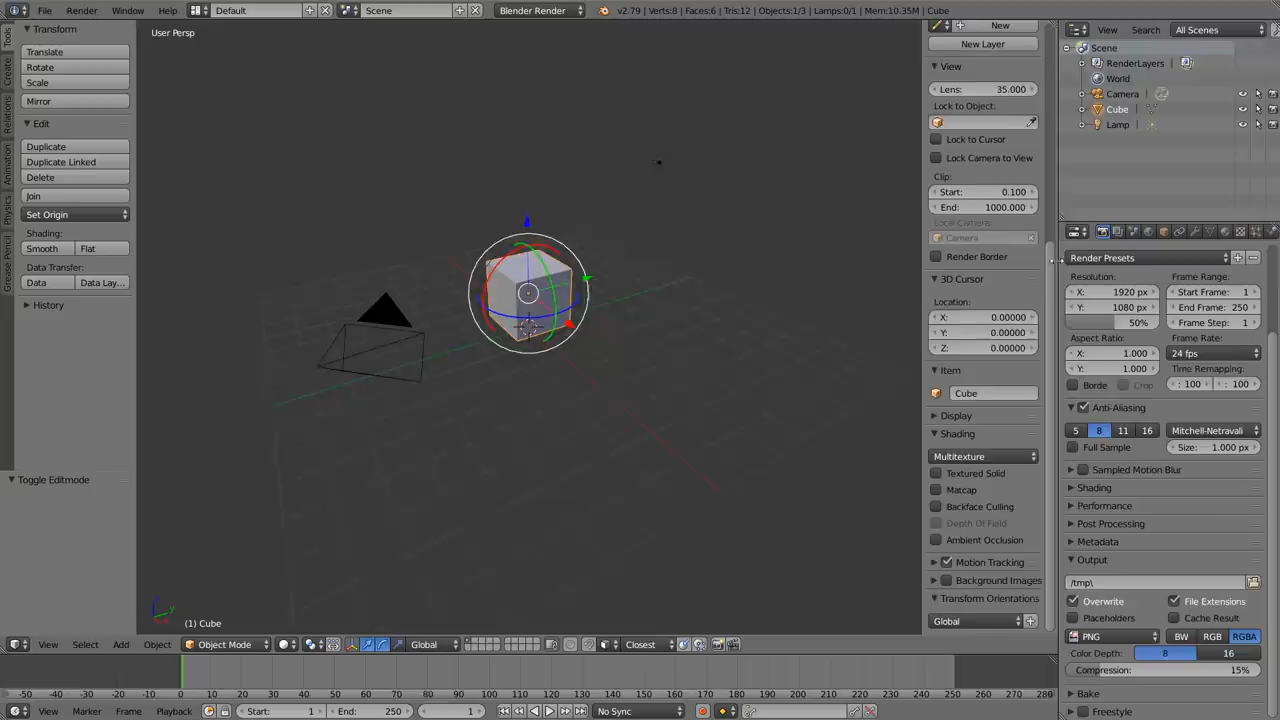 File Render Window Help Default Scene Blender Render v2.79 | Verts:8 | Faces:6 | Tris:12 | Objects:1/3 | Lamps:0/1 | Mem:10.35M | Cube
Tools
Create
Relations
Animation
Physics
Grease Pencil
Transform
Translate
Rotate
Scale
Mirror
Edit
Duplicate
Duplicate Linked
Delete
Join
Set Origin
Shading:
Smooth Flat
Data Transfer:
Data Data Lay...
History
Toggle Editmode
User Persp
(1) Cube
New
New Layer
View
Lens: 35.000
Lock to Object:
Lock to Cursor
Lock Camera to View
Clip:
Start: 0.100
End: 1000.000
Local Camera:
Camera
Render Border
3D Cursor
Location:
X: 0.00000
Y: 0.00000
Z: 0.00000
Item
Cube
Display
Shading
Multitexture
Textured Solid
Matcap
Backface Culling
Depth Of Field
Ambient Occlusion
Motion Tracking
Background Images
Transform Orientations
Global
View Search All Scenes
Scene
RenderLayers
World
Camera
Cube
Lamp
Render Presets
Resolution: Frame Range:
X: 1920 px Start Frame: 1
Y: 1080 px End Frame: 250
50% Frame Step: 1
Aspect Ratio: Frame Rate:
X: 1.000 24 fps
Y: 1.000 Time Remapping:
Borde Crop : 100 : 100
Anti-Aliasing
5 8 11 16 Mitchell-Netravali
Full Sample Size: 1.000 px
Sampled Motion Blur
Shading
Performance
Post Processing
Metadata
Output
/tmp\
Overwrite File Extensions
Placeholders Cache Result
PNG BW RGB RGBA
Color Depth: 8 16
Compression: 15%
Bake
Freestyle
View Select Add Object Object Mode Global Closest
-50 -40 -30 -20 -10 0 10 20 30 40 50 60 70 80 90 100 110 120 130 140 150 160 170 180 190 200 210 220 230 240 250 260 270 280
View Marker Frame Playback Start: 1 End: 250 1 No Sync